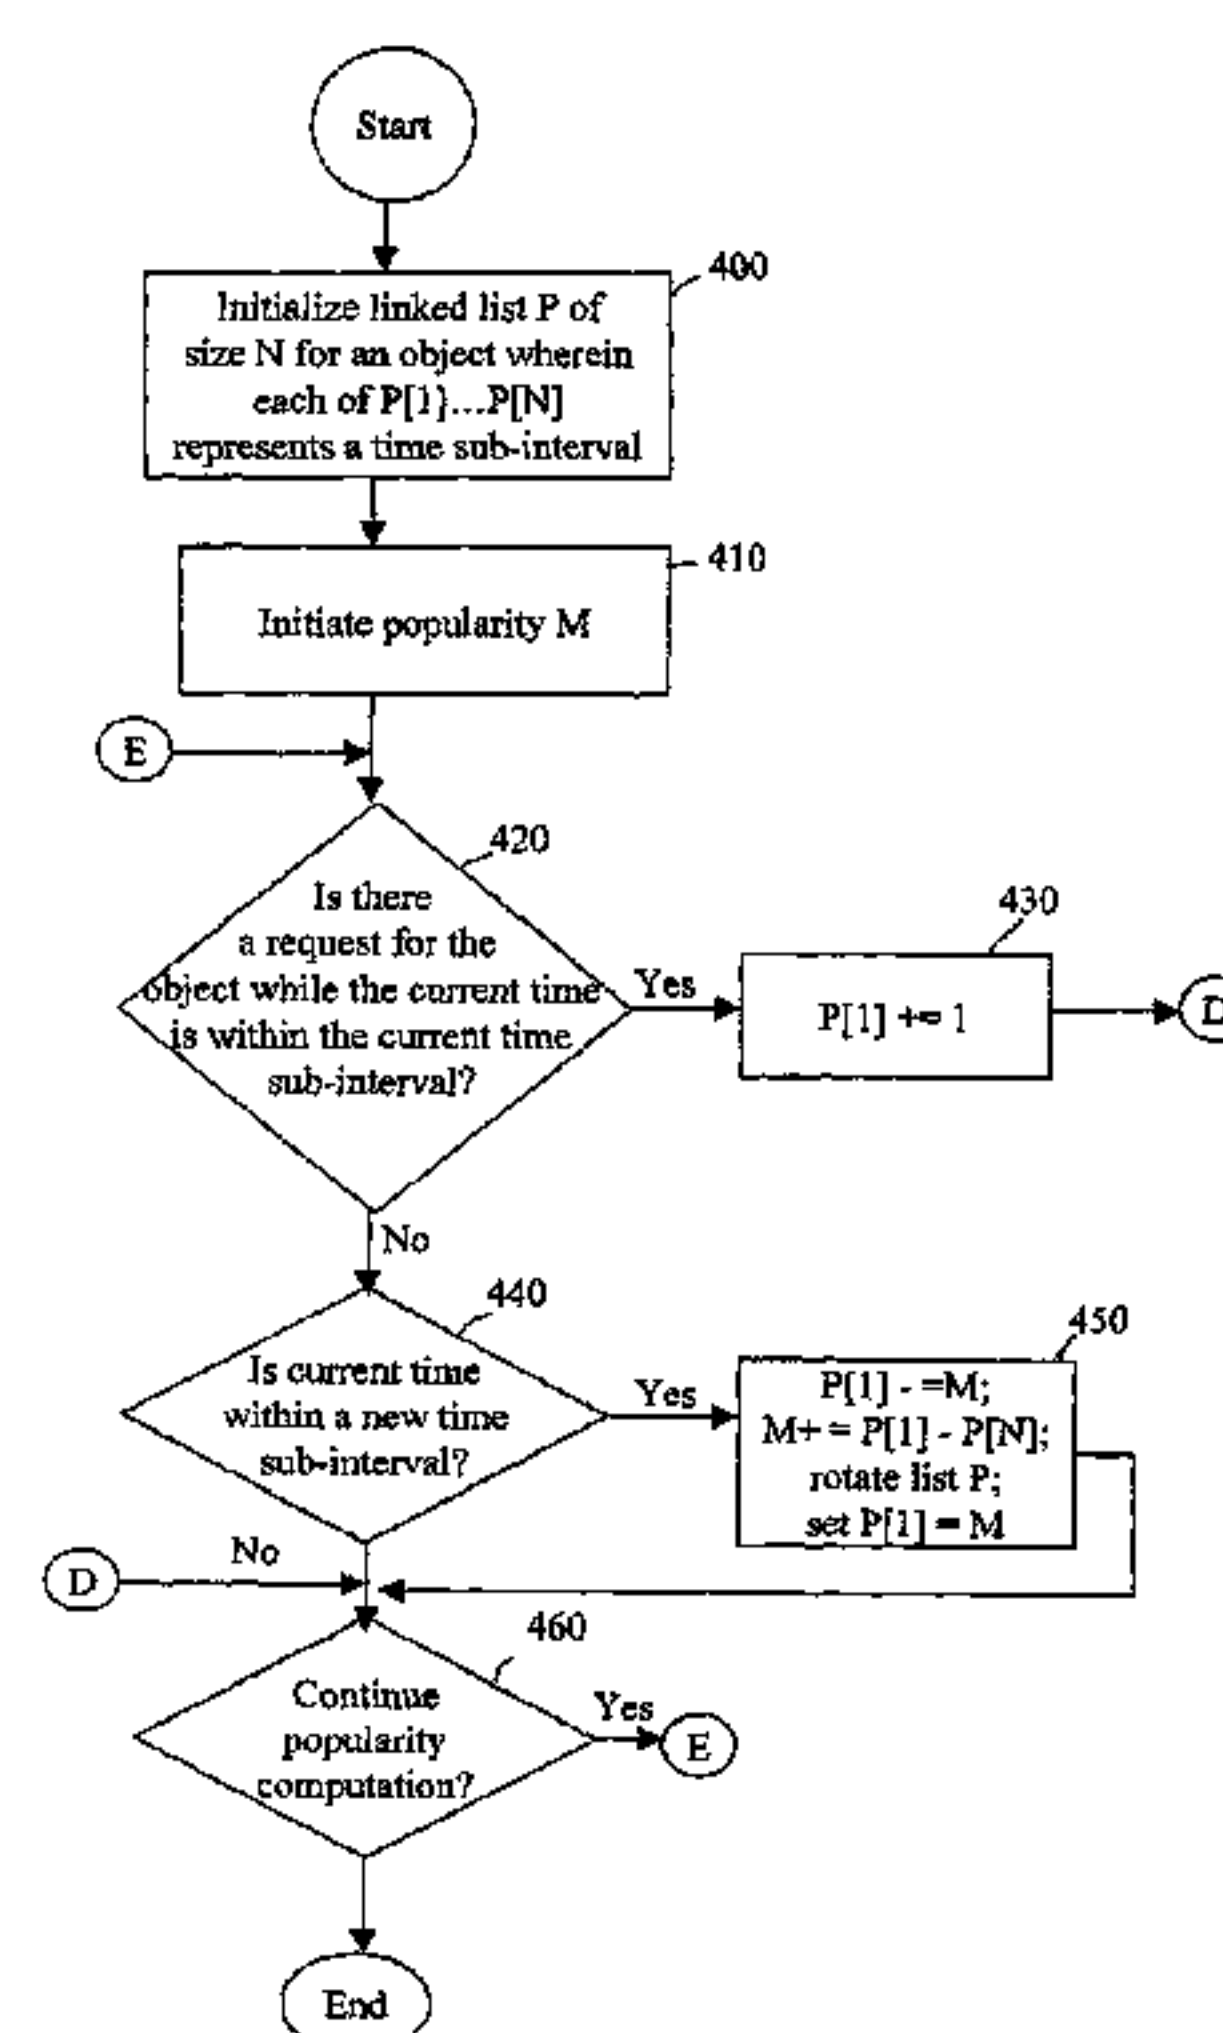 Start
400
Initialize linked list P of
size N for an object wherein
each of P[1}...P[N]
represents a time sub-interval
410
Initiate popularity M
E
420
Is there
a request for the
object while the current time
is within the current time
sub-interval?
Yes
430
P[1] += 1
D
No
440
Is current time
within a new time
sub-interval?
Yes
450
P[1] - =M;
M+ = P[1] - P[N];
rotate list P;
set P[1] = M
No
D
460
Continue
popularity
computation?
Yes
E
End